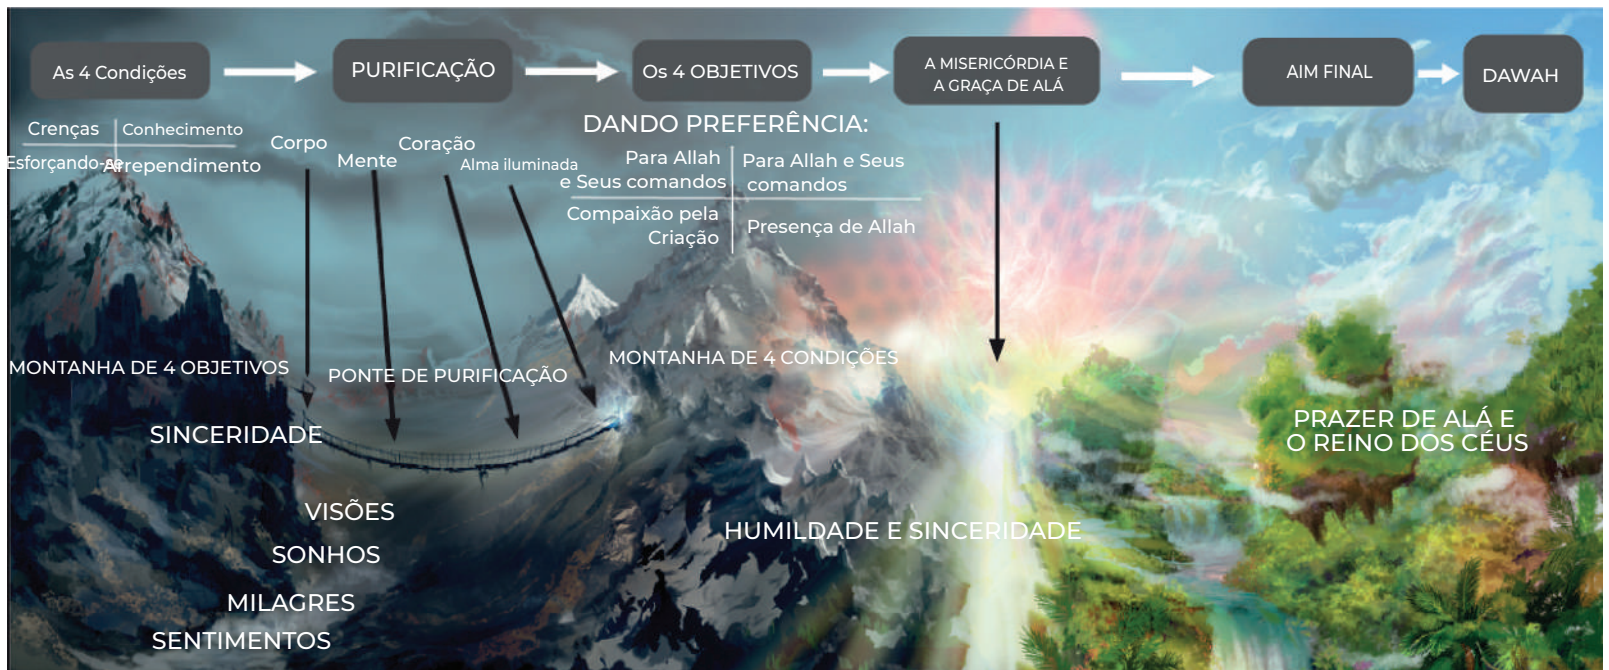 As 4 Condições
PURIFICAÇÃO
Os 4 OBJETIVOS
A MISERICÓRDIA E
A GRAÇA DE ALÁ
AIM FINAL
DAWAH
Crenças
Conhecimento
Esforçando-se
Arrependimento
Corpo
Mente
Coração
Alma iluminada
DANDO PREFERÊNCIA:
Para Allah
e Seus comandos
Para Allah e Seus
comandos
Compaixão pela
Criação
Presença de Allah
MONTANHA DE 4 OBJETIVOS
PONTE DE PURIFICAÇÃO
MONTANHA DE 4 CONDIÇÕES
SINCERIDADE
VISÕES
SONHOS
MILAGRES
SENTIMENTOS
HUMILDADE E SINCERIDADE
PRAZER DE ALÁ E
O REINO DOS CÉUS